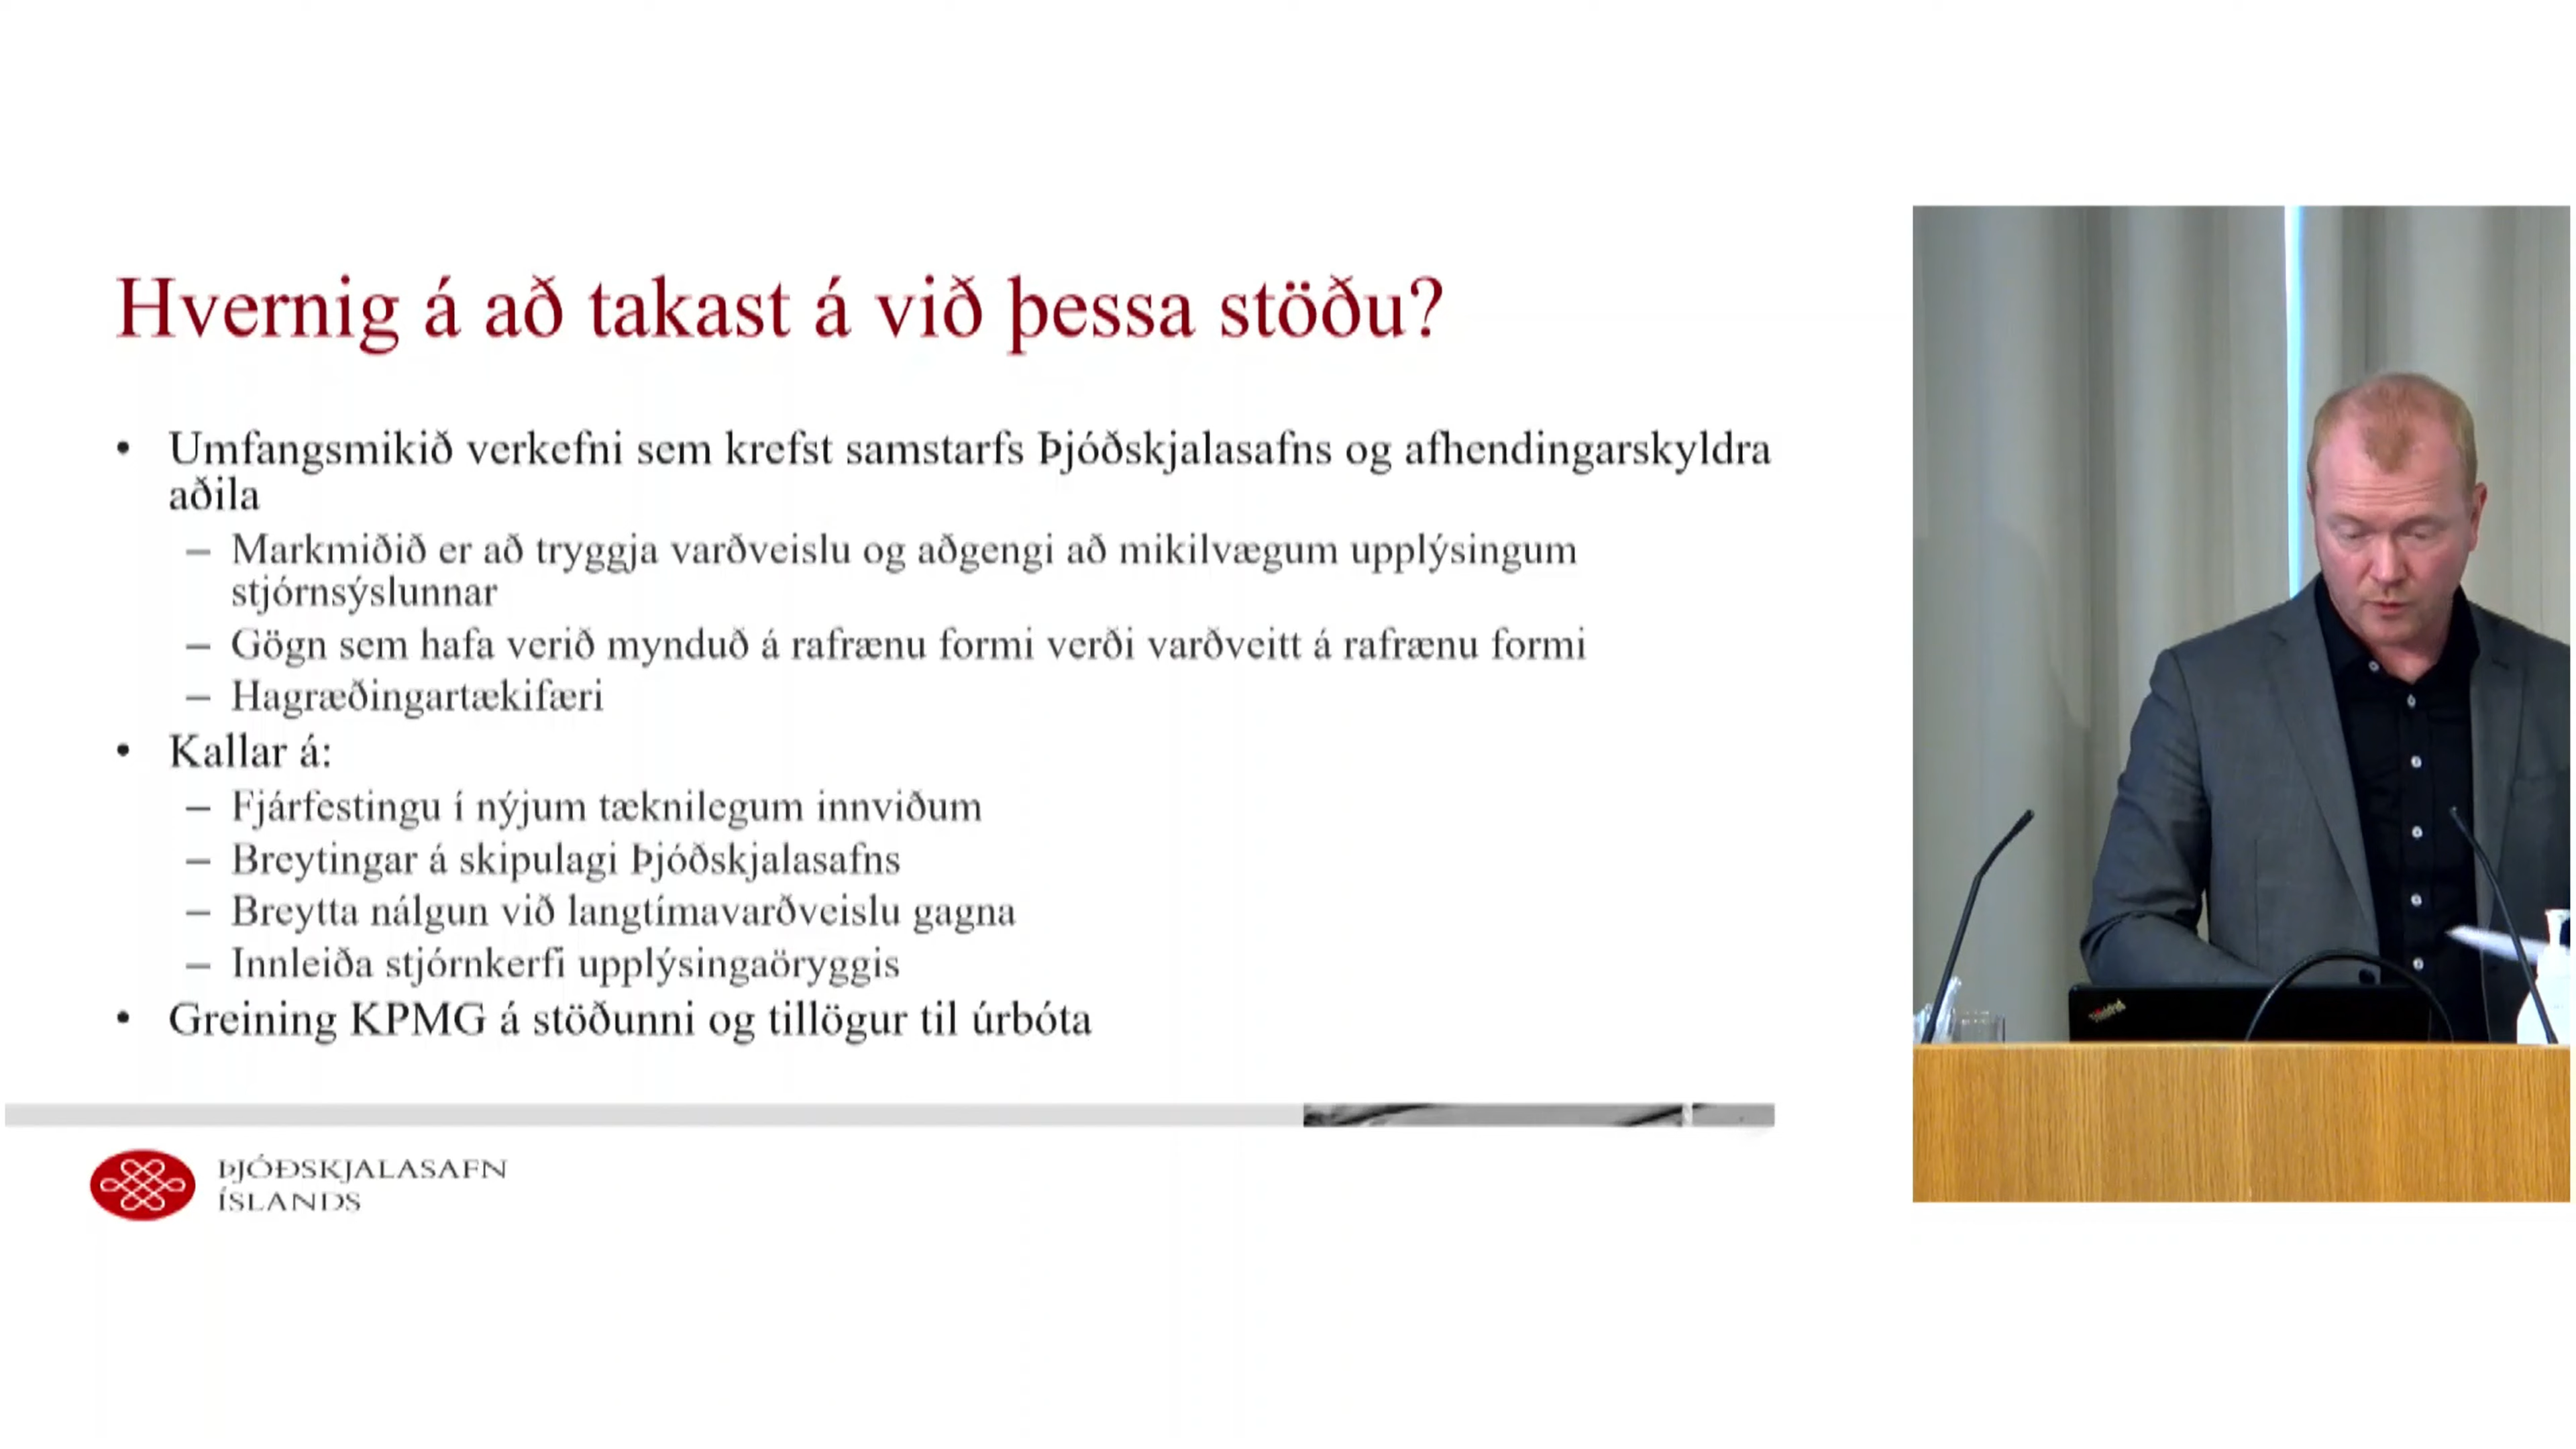 Hvernig á að takast á við þessa stöðu?
• Umfangsmikið verkefni sem krefst samstarfs Þjóðskjalasafns og afhendingarskyldra
aðila
– Markmiðið er að tryggja varðveislu og aðgengi að mikilvægum upplýsingum
stjórnsýslunnar
– Gögn sem hafa verið mynduð á rafrænu formi verði varðveitt á rafrænu formi
– Hagræðingartækifæri
• Kallar á:
– Fjárfestingu í nýjum tæknilegum innviðum
– Breytingar á skipulagi Þjóðskjalasafns
– Breytta nálgun við langtímavarðveislu gagna
– Innleiða stjórnkerfi upplýsingaöryggis
• Greining KPMG á stöðunni og tillögur til úrbóta
ÞJÓÐSKJALASAFN
ÍSLANDS
ThinkPad